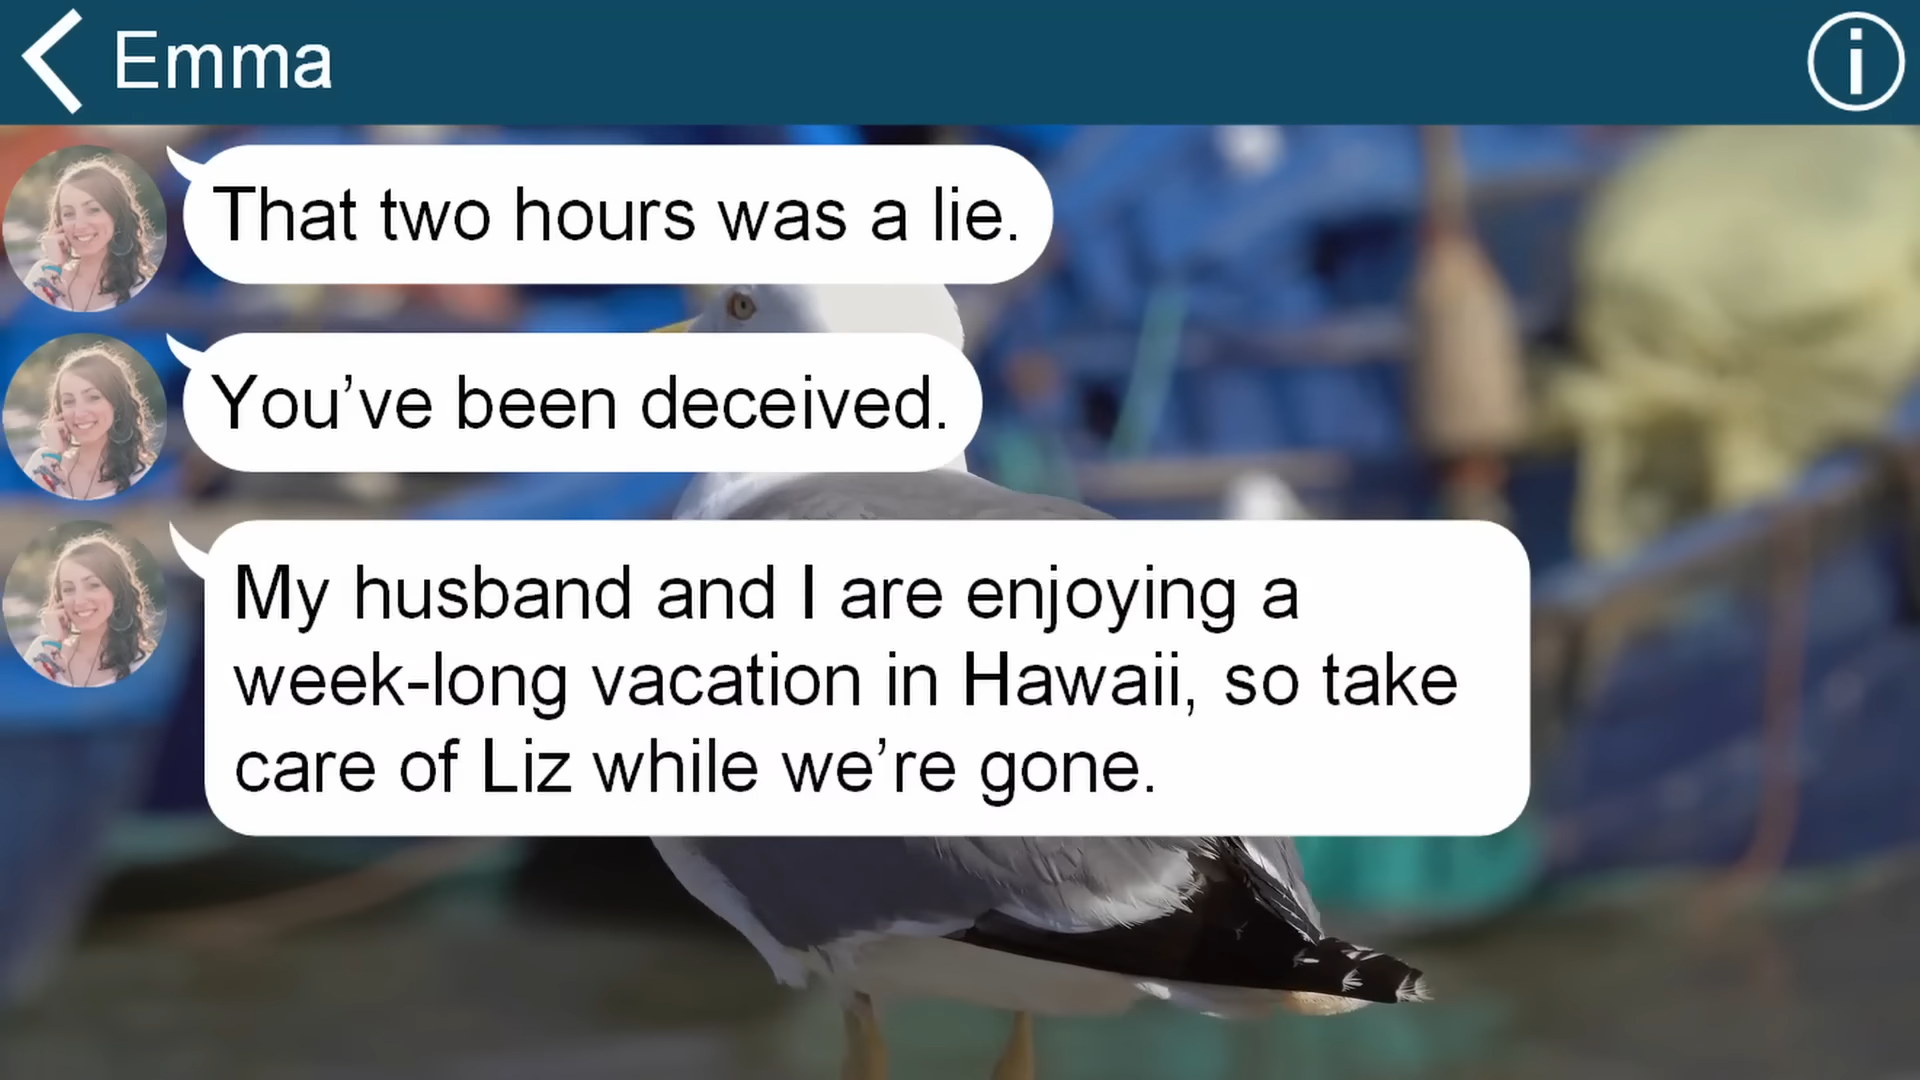 Emma
That two hours was a lie.
You’ve been deceived.
My husband and I are enjoying a
week-long vacation in Hawaii, so take
care of Liz while we’re gone.